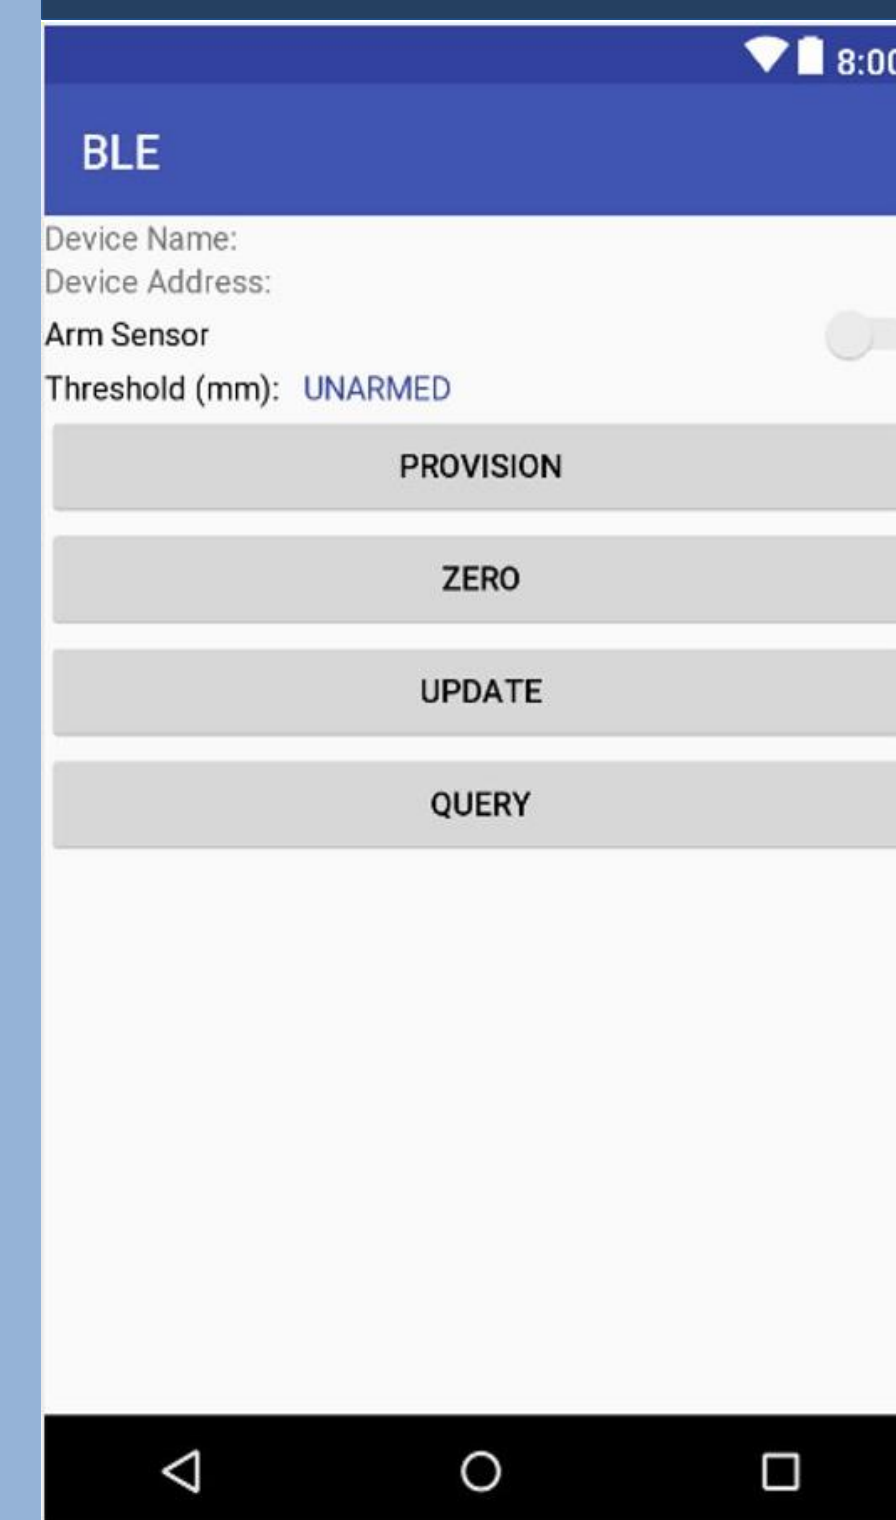 8:00
BLE
Device Name:
Device Address:
Arm Sensor
Threshold (mm): UNARMED
PROVISION
ZERO
UPDATE
QUERY